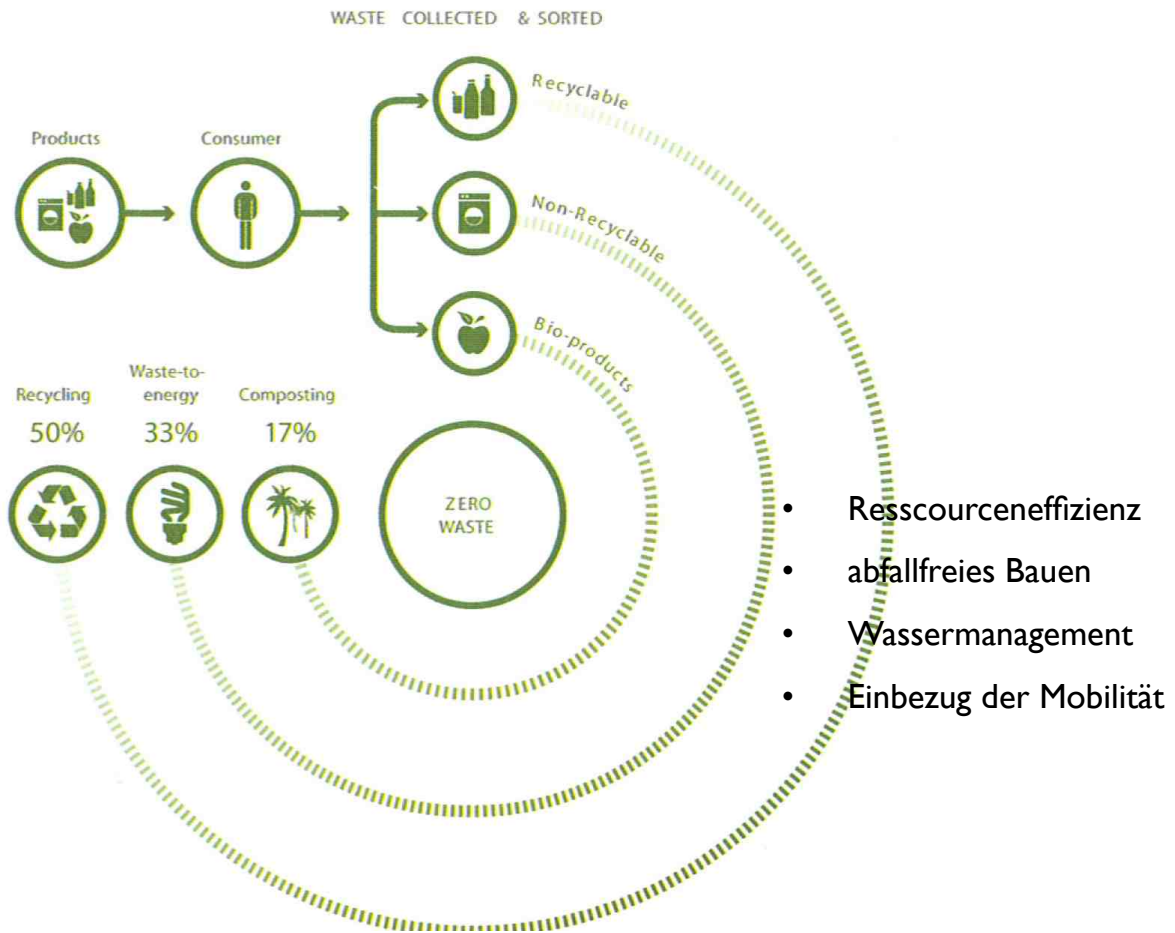 WASTE COLLECTED & SORTED
Recyclable
Products
Consumer
Non-Recyclable
Bio-products
Recycling
50%
Waste-to-
energy
33%
Composting
17%
ZERO
WASTE
• Resscourceneffizienz
• abfallfreies Bauen
• Wassermanagement
• Einbezug der Mobilität